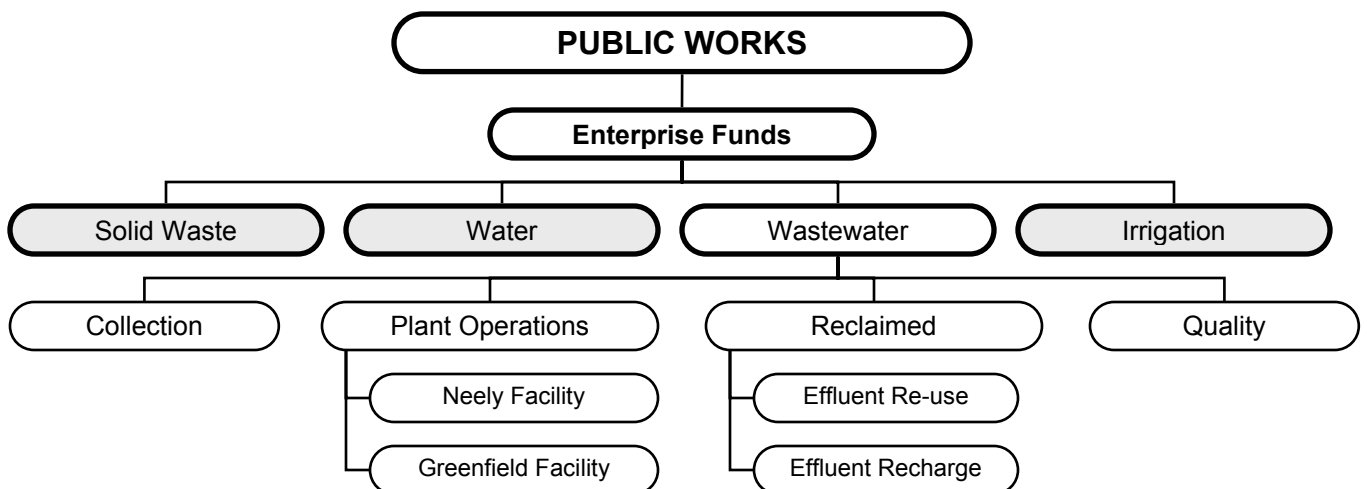 PUBLIC WORKS
Enterprise Funds
Solid Waste
Water
Wastewater
Irrigation
Collection
Plant Operations
Reclaimed
Quality
Neely Facility
Effluent Re-use
Greenfield Facility
Effluent Recharge